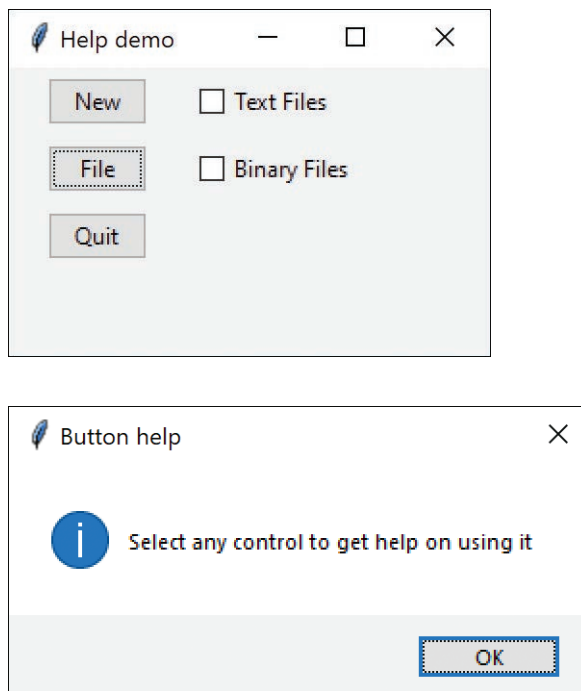 Help demo
New Text Files
File Binary Files
Quit
Button help
Select any control to get help on using it
OK